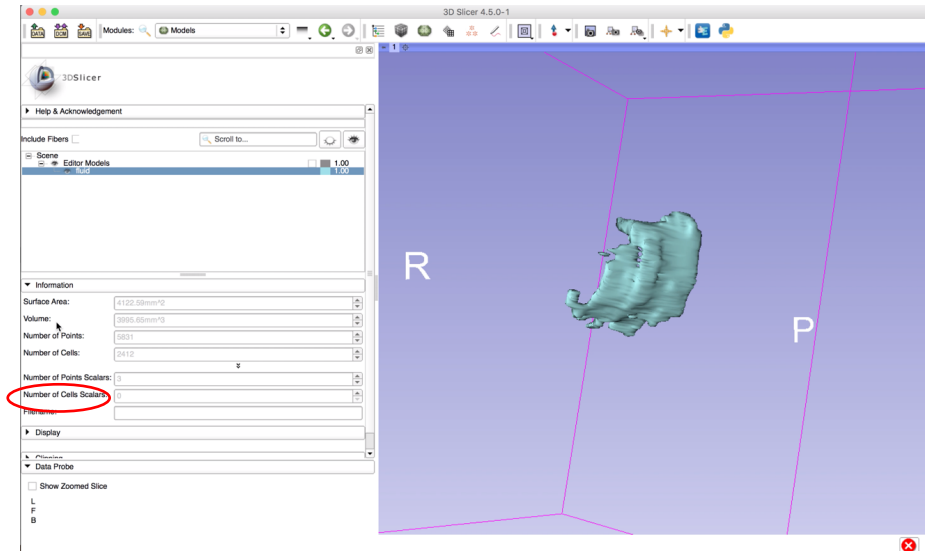 3D Slicer 4.5.0-1
DATA DCM SAVE Modules: Models
1
3DSlicer
Help & Acknowledgement
Include Fibers Scroll to...
Scene
Editor Models 1.00
fluid 1.00
R
P
Information
Surface Area: 4122.59mm^2
Volume: 3995.65mm^3
Number of Points: 5831
Number of Cells: 2412
Number of Points Scalars: 3
Number of Cells Scalars: 0
Filename:
Display
Clipping
Data Probe
Show Zoomed Slice
L
F
B